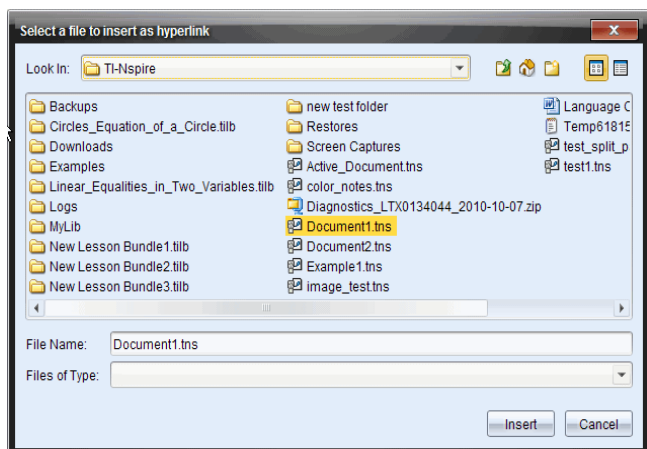 Select a file to insert as hyperlink
Look In: TI-Nspire
Backups
Circles_Equation_of_a_Circle.tilb
Downloads
Examples
Linear_Equalities_in_Two_Variables.tilb
Logs
MyLib
New Lesson Bundle1.tilb
New Lesson Bundle2.tilb
New Lesson Bundle3.tilb
new test folder
Restores
Screen Captures
Active_Document.tns
color_notes.tns
Diagnostics_LTX0134044_2010-10-07.zip
Document1.tns
Document2.tns
Example1.tns
image_test.tns
Language C
Temp61815
test_split_p
test1.tns
File Name: Document1.tns
Files of Type:
Insert Cancel